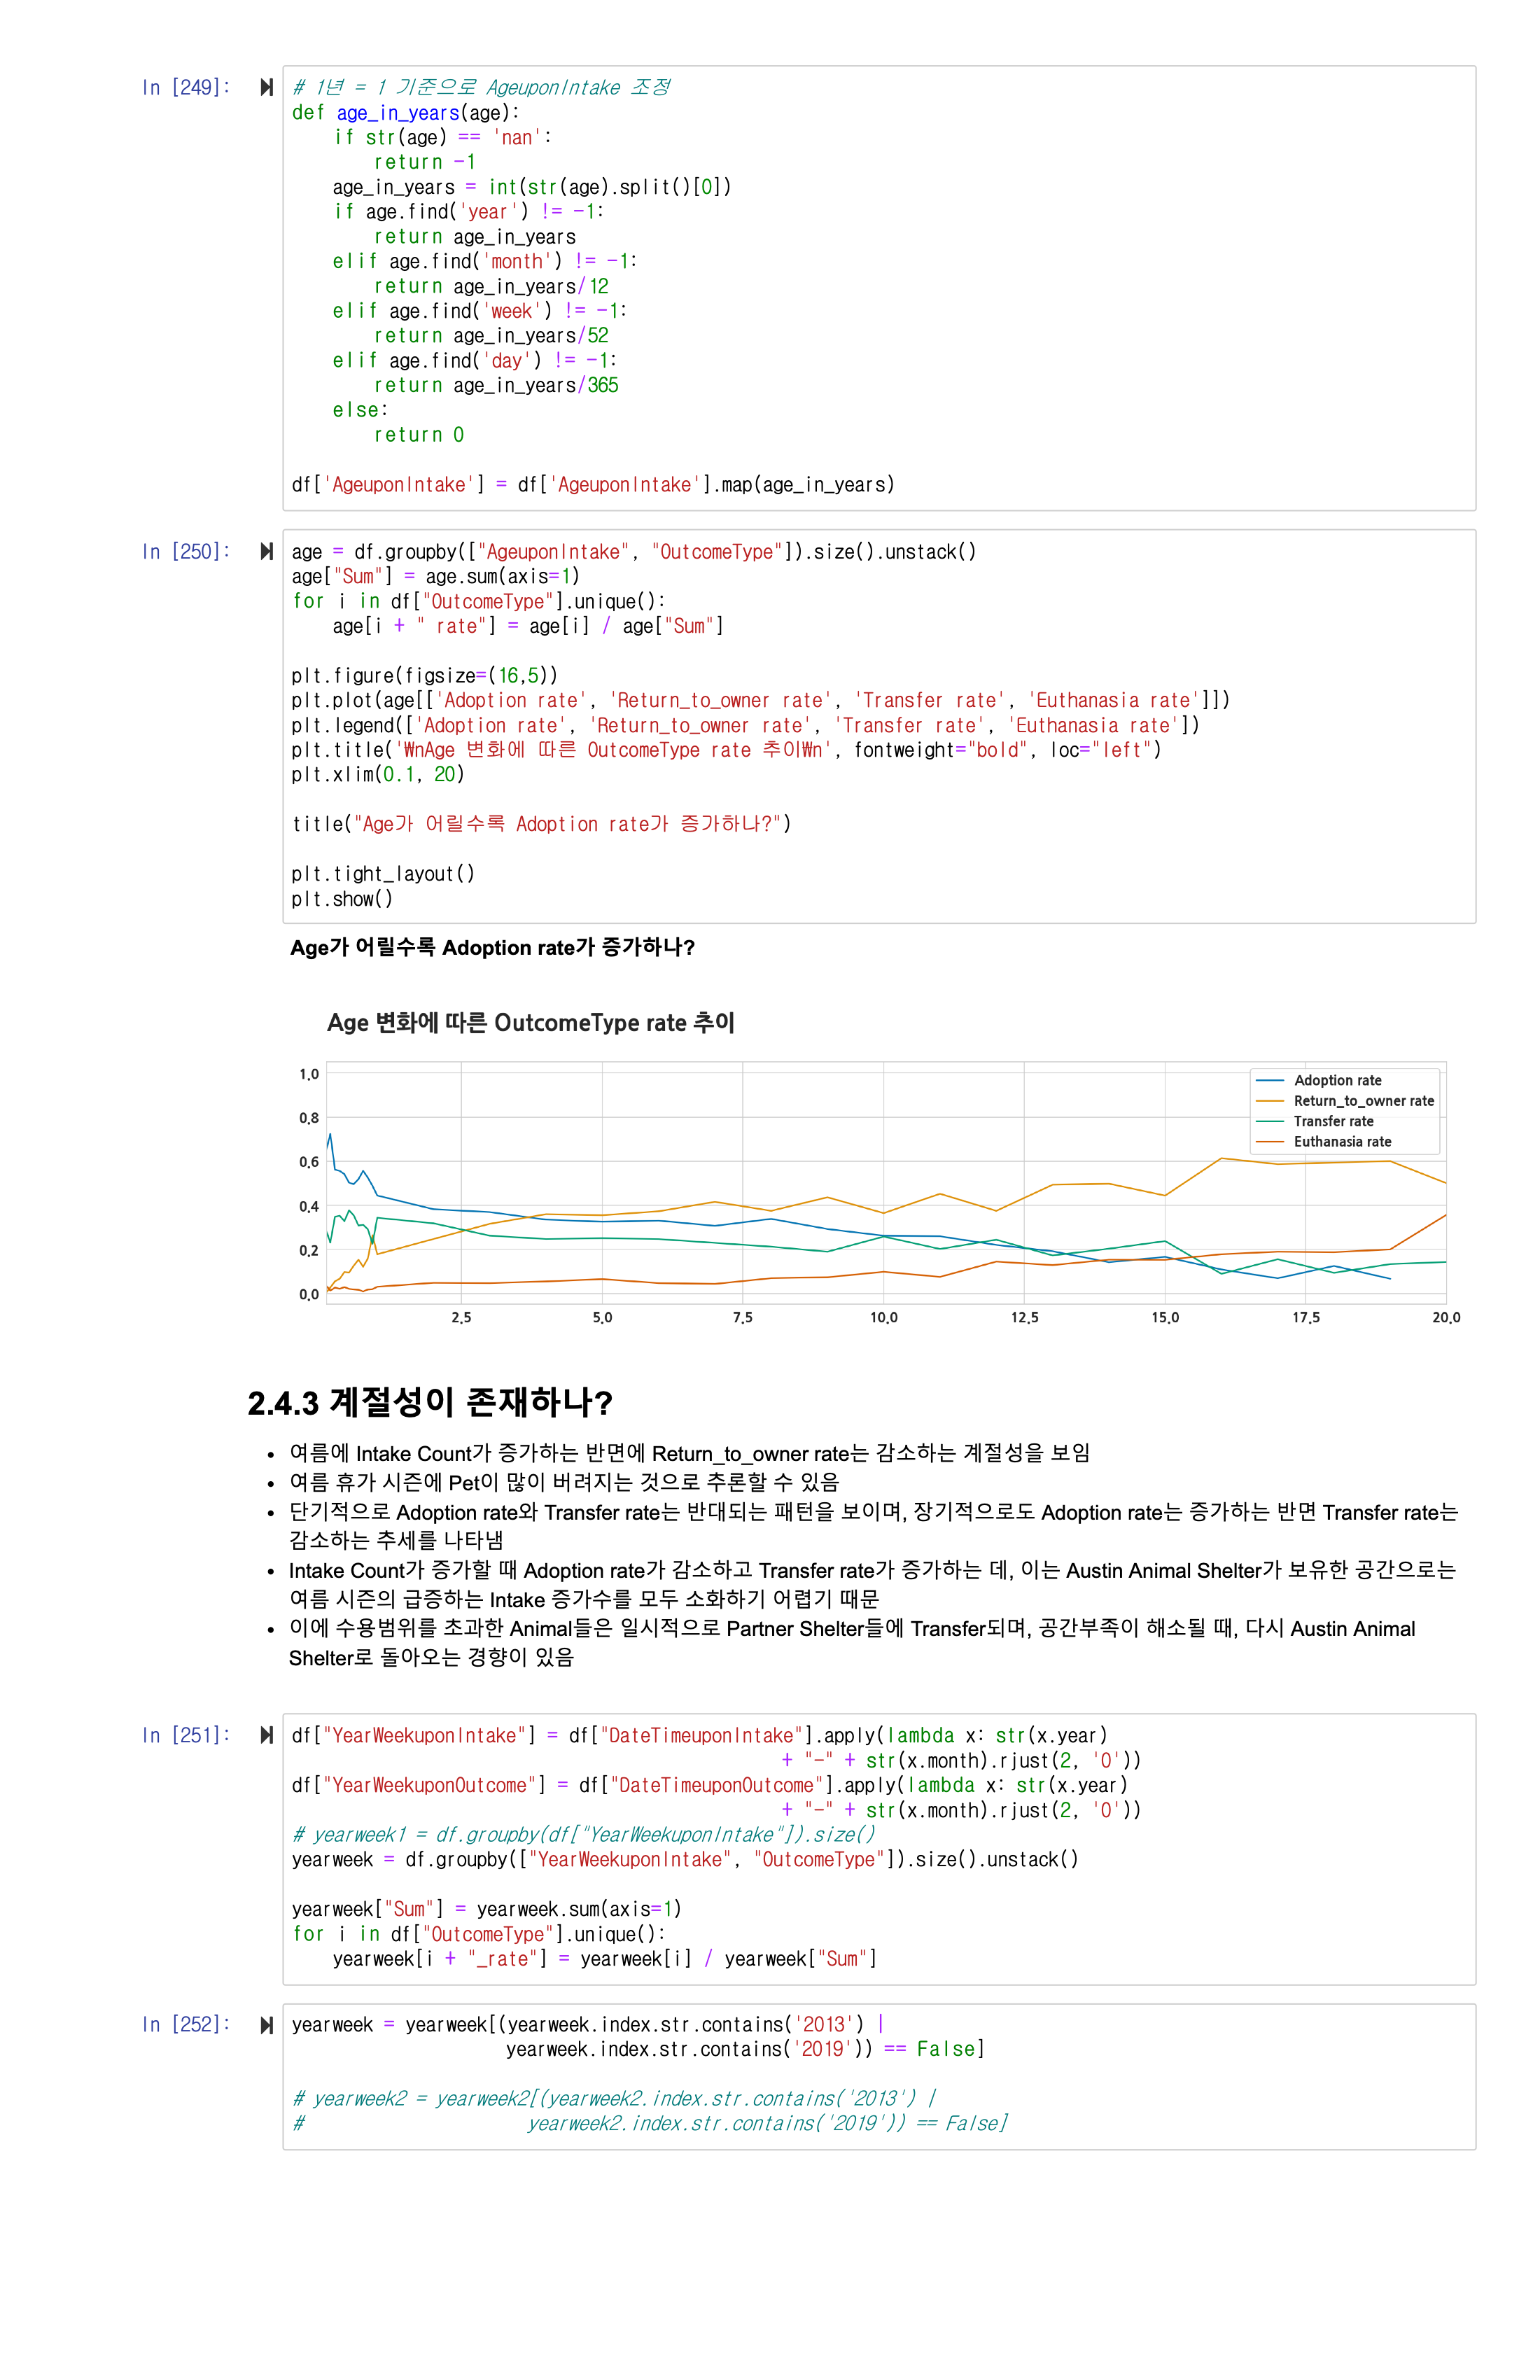 In [249]:
# 1년 = 1 기준으로 AgeuponIntake 조정
def age_in_years(age):
    if str(age) == 'nan':
        return -1
    age_in_years = int(str(age).split()[0])
    if age.find('year') != -1:
        return age_in_years
    elif age.find('month') != -1:
        return age_in_years/12
    elif age.find('week') != -1:
        return age_in_years/52
    elif age.find('day') != -1:
        return age_in_years/365
    else:
        return 0
df['AgeuponIntake'] = df['AgeuponIntake'].map(age_in_years)
In [250]:
age = df.groupby(["AgeuponIntake", "OutcomeType"]).size().unstack()
age["Sum"] = age.sum(axis=1)
for i in df["OutcomeType"].unique():
    age[i + " rate"] = age[i] / age["Sum"]
plt.figure(figsize=(16,5))
plt.plot(age[['Adoption rate', 'Return_to_owner rate', 'Transfer rate', 'Euthanasia rate']])
plt.legend(['Adoption rate', 'Return_to_owner rate', 'Transfer rate', 'Euthanasia rate'])
plt.title('₩nAge 변화에 따른 OutcomeType rate 추이₩n', fontweight="bold", loc="left")
plt.xlim(0.1, 20)
title("Age가 어릴수록 Adoption rate가 증가하나?")
plt.tight_layout()
plt.show()
Age가 어릴수록 Adoption rate가 증가하나?
Age 변화에 따른 OutcomeType rate 추이
1.0
0.8
0.6
0.4
0.2
0.0
Adoption rate
Return_to_owner rate
Transfer rate
Euthanasia rate
2.5 5.0 7.5 10.0 12.5 15.0 17.5 20.0
2.4.3 계절성이 존재하나?
• 여름에 Intake Count가 증가하는 반면에 Return_to_owner rate는 감소하는 계절성을 보임
• 여름 휴가 시즌에 Pet이 많이 버려지는 것으로 추론할 수 있음
• 단기적으로 Adoption rate와 Transfer rate는 반대되는 패턴을 보이며, 장기적으로도 Adoption rate는 증가하는 반면 Transfer rate는
감소하는 추세를 나타냄
• Intake Count가 증가할 때 Adoption rate가 감소하고 Transfer rate가 증가하는 데, 이는 Austin Animal Shelter가 보유한 공간으로는
여름 시즌의 급증하는 Intake 증가수를 모두 소화하기 어렵기 때문
• 이에 수용범위를 초과한 Animal들은 일시적으로 Partner Shelter들에 Transfer되며, 공간부족이 해소될 때, 다시 Austin Animal
Shelter로 돌아오는 경향이 있음
In [251]:
df["YearWeekuponIntake"] = df["DateTimeuponIntake"].apply(lambda x: str(x.year)
                                                + "-" + str(x.month).rjust(2, '0'))
df["YearWeekuponOutcome"] = df["DateTimeuponOutcome"].apply(lambda x: str(x.year)
                                                + "-" + str(x.month).rjust(2, '0'))
# yearweek1 = df.groupby(df["YearWeekuponIntake"]).size()
yearweek = df.groupby(["YearWeekuponIntake", "OutcomeType"]).size().unstack()
yearweek["Sum"] = yearweek.sum(axis=1)
for i in df["OutcomeType"].unique():
    yearweek[i + "_rate"] = yearweek[i] / yearweek["Sum"]
In [252]:
yearweek = yearweek[(yearweek.index.str.contains('2013') |
                     yearweek.index.str.contains('2019')) == False]
# yearweek2 = yearweek2[(yearweek2.index.str.contains('2013') |
#                      yearweek2.index.str.contains('2019')) == False]